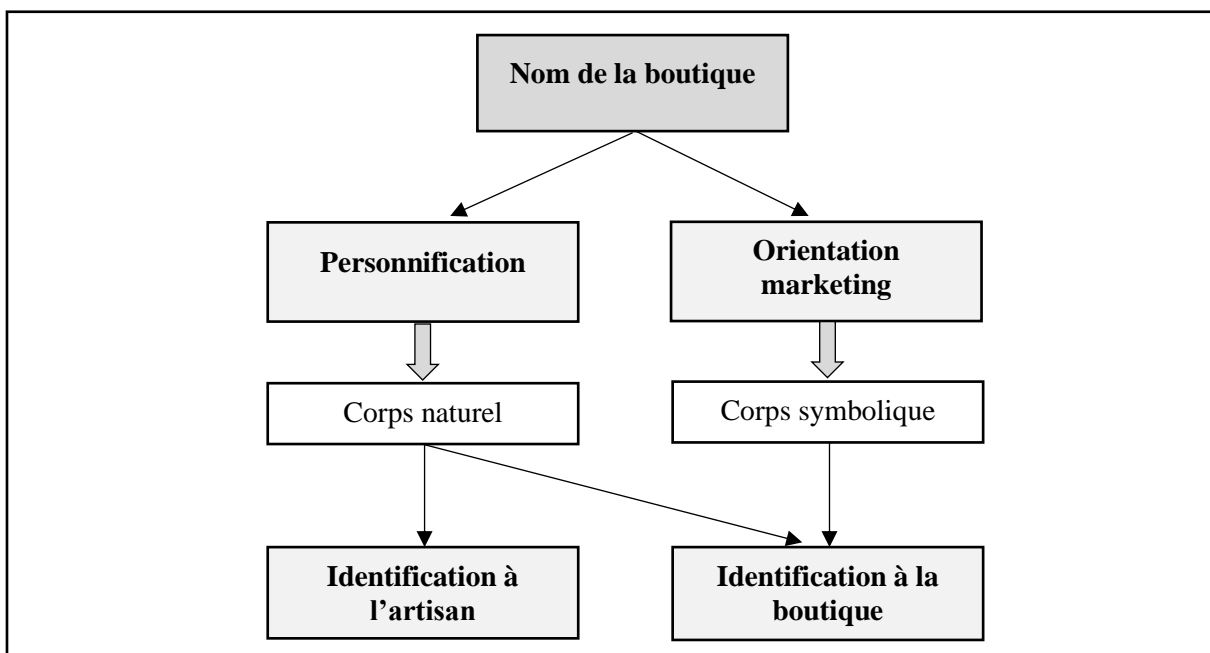 Nom de la boutique
Personnification
Orientation
marketing
Corps naturel
Corps symbolique
Identification à
l’artisan
Identification à la
boutique